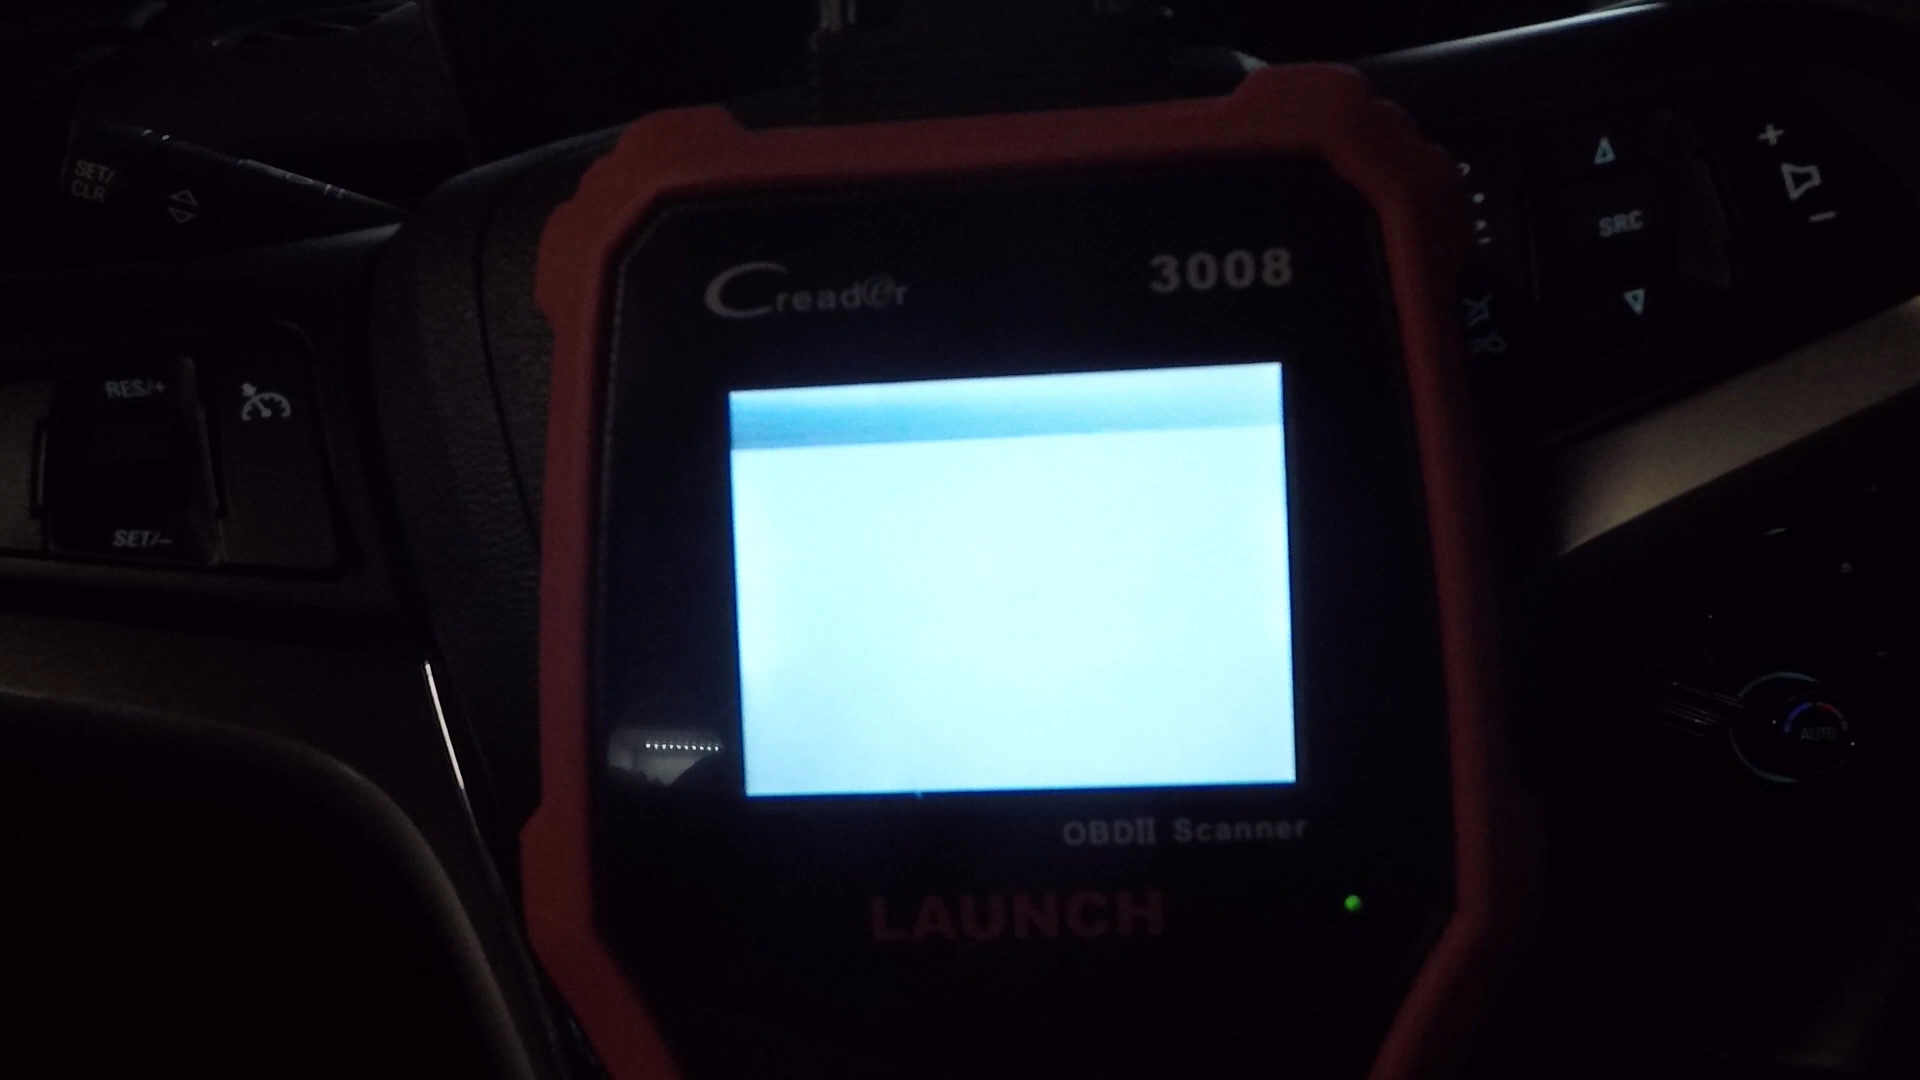 SET/
CLR
RES/+
SET/–
Creader
3008
SRC
OBDII Scanner
LAUNCH
AUTO